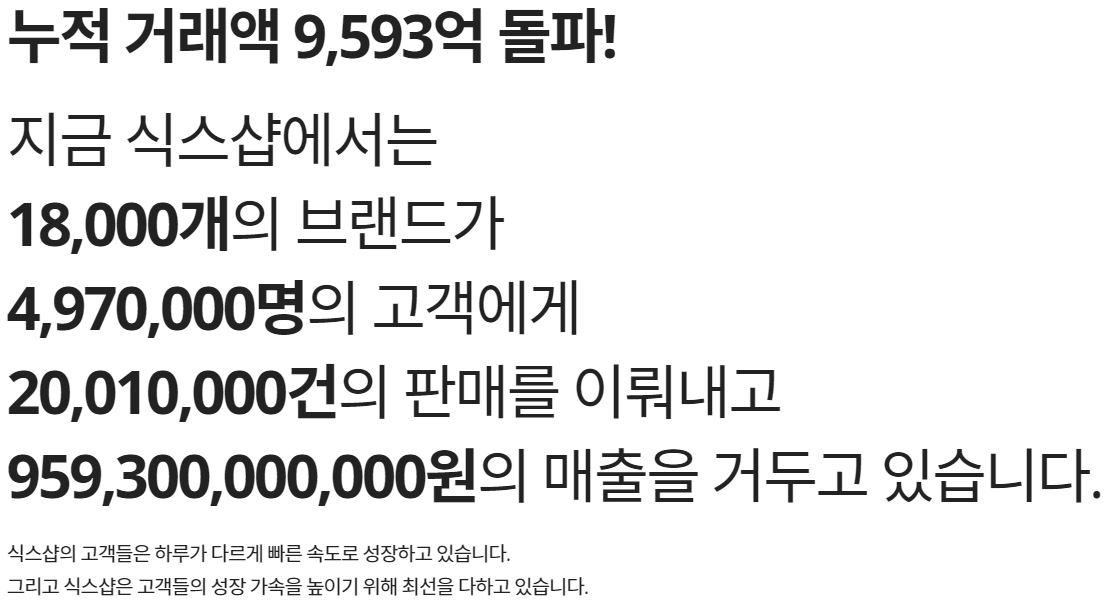 누적 거래액 9,593억 돌파!
지금 식스샵에서는
18,000개의 브랜드가
4,970,000명의 고객에게
20,010,000건의 판매를 이뤄내고
959,300,000,000원의 매출을 거두고 있습니다.
식스샵의 고객들은 하루가 다르게 빠른 속도로 성장하고 있습니다.
그리고 식스샵은 고객들의 성장 가속을 높이기 위해 최선을 다하고 있습니다.